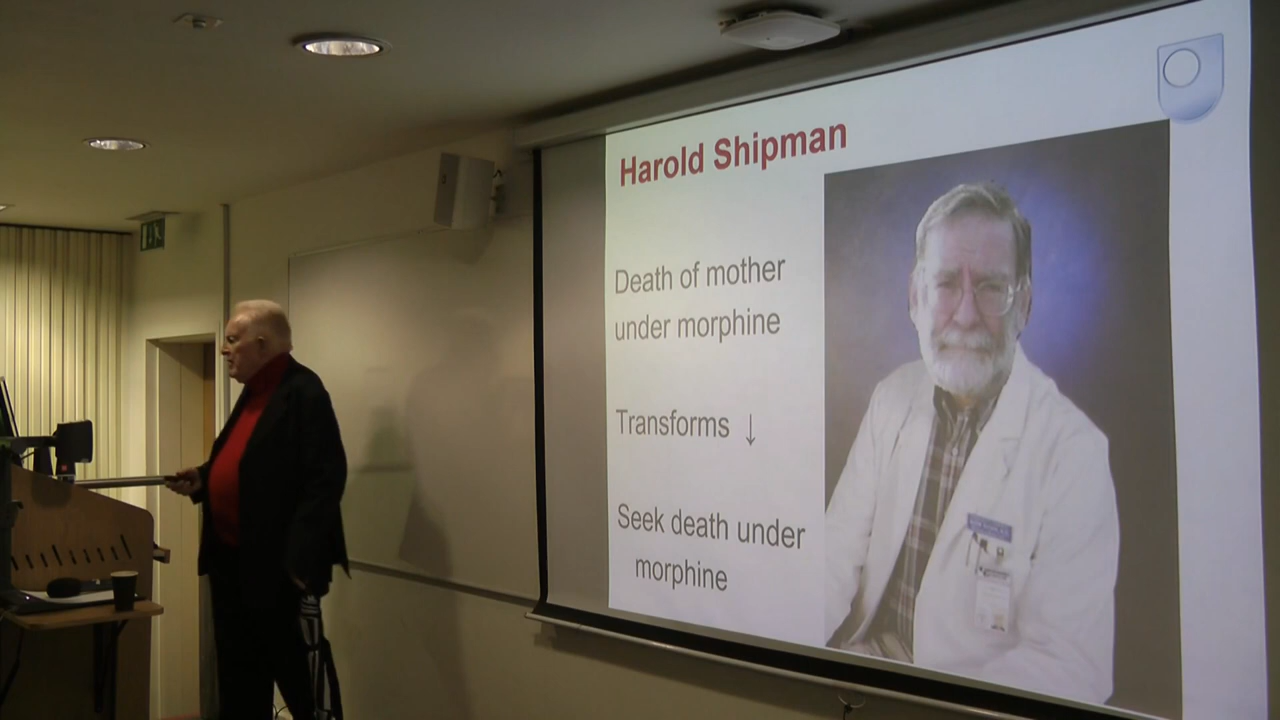 Harold Shipman
Death of mother
under morphine
Transforms ↓
Seek death under
morphine